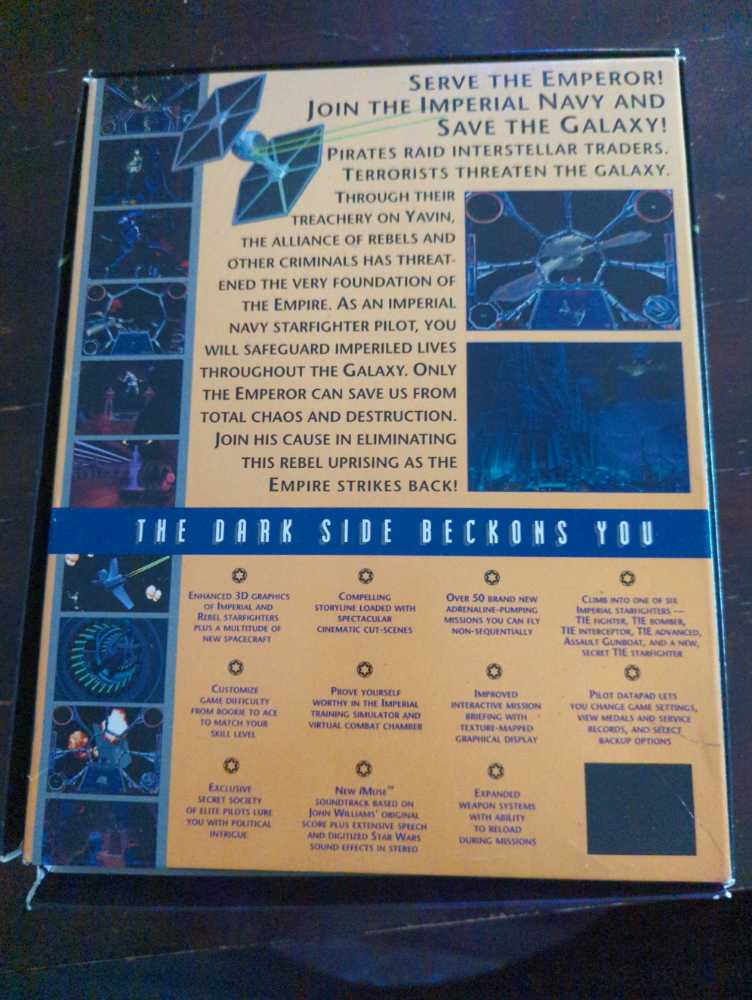 SERVE THE EMPEROR!
JOIN THE IMPERIAL NAVY AND
SAVE THE GALAXY!
PIRATES RAID INTERSTELLAR TRADERS.
TERRORISTS THREATEN THE GALAXY.
THROUGH THEIR
TREACHERY ON YAVIN,
THE ALLIANCE OF REBELS AND
OTHER CRIMINALS HAS THREAT-
ENED THE VERY FOUNDATION OF
THE EMPIRE. AS AN IMPERIAL
NAVY STARFIGHTER PILOT, YOU
WILL SAFEGUARD IMPERILED LIVES
THROUGHOUT THE GALAXY. ONLY
THE EMPEROR CAN SAVE US FROM
TOTAL CHAOS AND DESTRUCTION.
JOIN HIS CAUSE IN ELIMINATING
THIS REBEL UPRISING AS THE
EMPIRE STRIKES BACK!
THE DARK SIDE BECKONS YOU
ENHANCED 3D GRAPHICS
OF IMPERIAL AND
REBEL STARFIGHTERS
PLUS A MULTITUDE OF
NEW SPACECRAFT
COMPELLING
STORYLINE LOADED WITH
SPECTACULAR
CINEMATIC CUT-SCENES
OVER 50 BRAND NEW
ADRENALINE-PUMPING
MISSIONS YOU CAN FLY
NON-SEQUENTIALLY
CLIMB INTO ONE OF SIX
IMPERIAL STARFIGHTERS —
TIE FIGHTER, TIE BOMBER,
TIE INTERCEPTOR, TIE ADVANCED,
ASSAULT GUNBOAT, AND A NEW,
SECRET TIE STARFIGHTER
CUSTOMIZE
GAME DIFFICULTY
FROM ROOKIE TO ACE
TO MATCH YOUR
SKILL LEVEL
PROVE YOURSELF
WORTHY IN THE IMPERIAL
TRAINING SIMULATOR AND
VIRTUAL COMBAT CHAMBER
IMPROVED
INTERACTIVE MISSION
BRIEFING WITH
TEXTURE-MAPPED
GRAPHICAL DISPLAY
PILOT DATAPAD LETS
YOU CHANGE GAME SETTINGS,
VIEW MEDALS AND SERVICE
RECORDS, AND SELECT
BACKUP OPTIONS
EXCLUSIVE
SECRET SOCIETY
OF ELITE PILOTS LURE
YOU WITH POLITICAL
INTRIGUE
NEW iMUSE™
SOUNDTRACK BASED ON
JOHN WILLIAMS' ORIGINAL
SCORE PLUS EXTENSIVE SPEECH
AND DIGITIZED STAR WARS
SOUND EFFECTS IN STEREO
EXPANDED
WEAPON SYSTEMS
WITH ABILITY
TO RELOAD
DURING MISSIONS